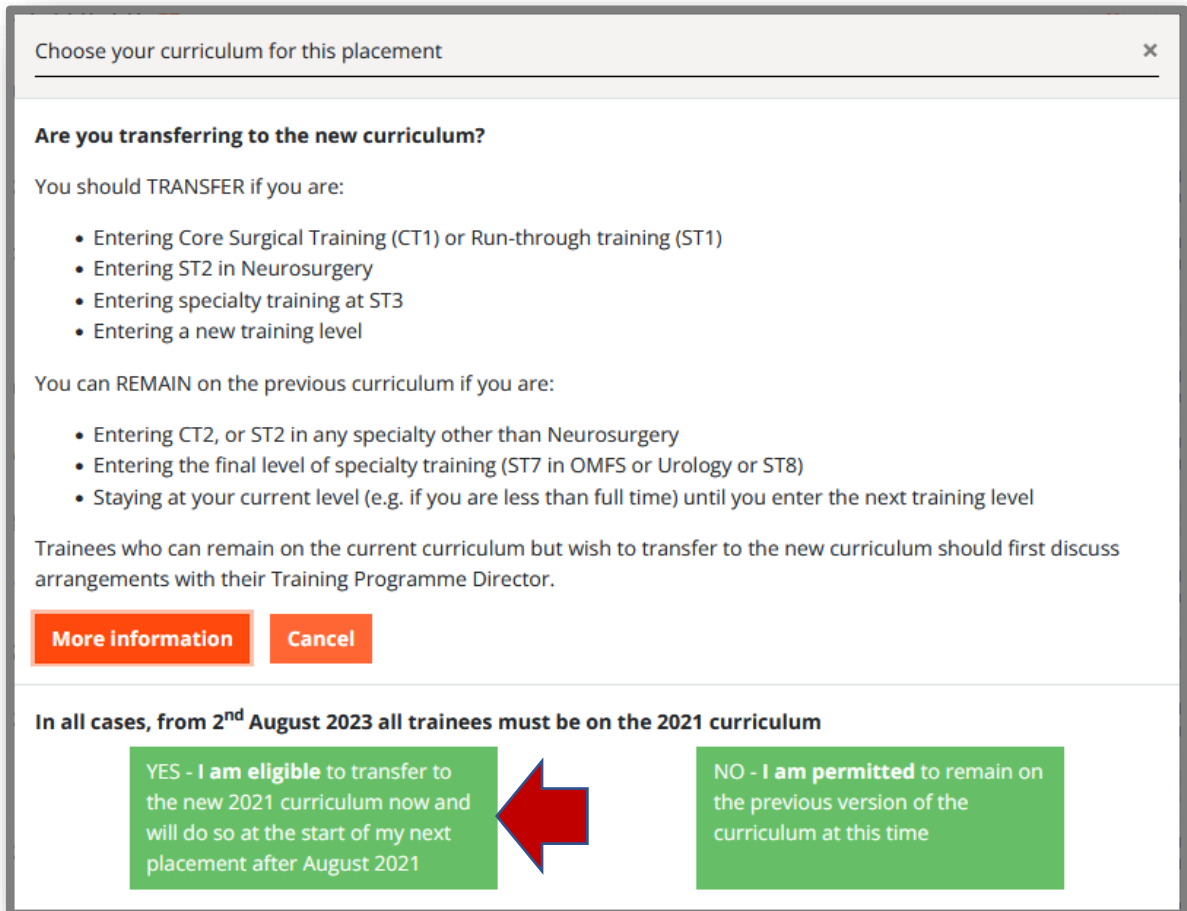 Choose your curriculum for this placement ×
Are you transferring to the new curriculum?
You should TRANSFER if you are:
• Entering Core Surgical Training (CT1) or Run-through training (ST1)
• Entering ST2 in Neurosurgery
• Entering specialty training at ST3
• Entering a new training level
You can REMAIN on the previous curriculum if you are:
• Entering CT2, or ST2 in any specialty other than Neurosurgery
• Entering the final level of specialty training (ST7 in OMFS or Urology or ST8)
• Staying at your current level (e.g. if you are less than full time) until you enter the next training level
Trainees who can remain on the current curriculum but wish to transfer to the new curriculum should first discuss
arrangements with their Training Programme Director.
More information
Cancel
In all cases, from 2nd August 2023 all trainees must be on the 2021 curriculum
YES - I am eligible to transfer to
the new 2021 curriculum now and
will do so at the start of my next
placement after August 2021
NO - I am permitted to remain on
the previous version of the
curriculum at this time